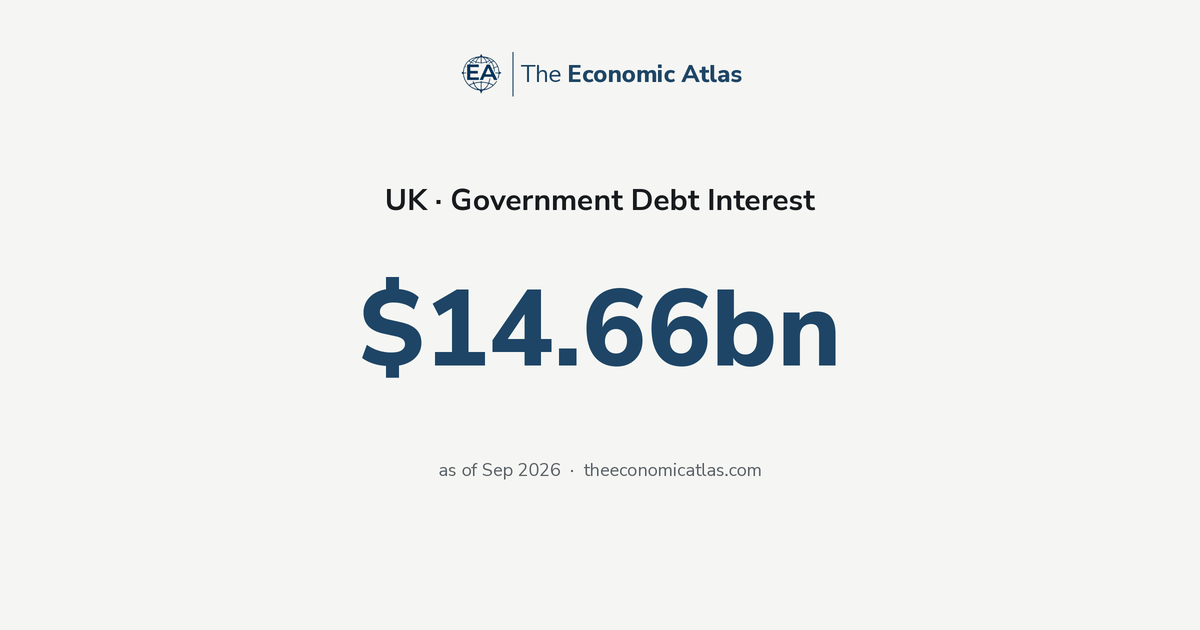 EA The Economic Atlas
UK · Government Debt Interest
$14.66bn
as of Sep 2026 · theeconomicatlas.com